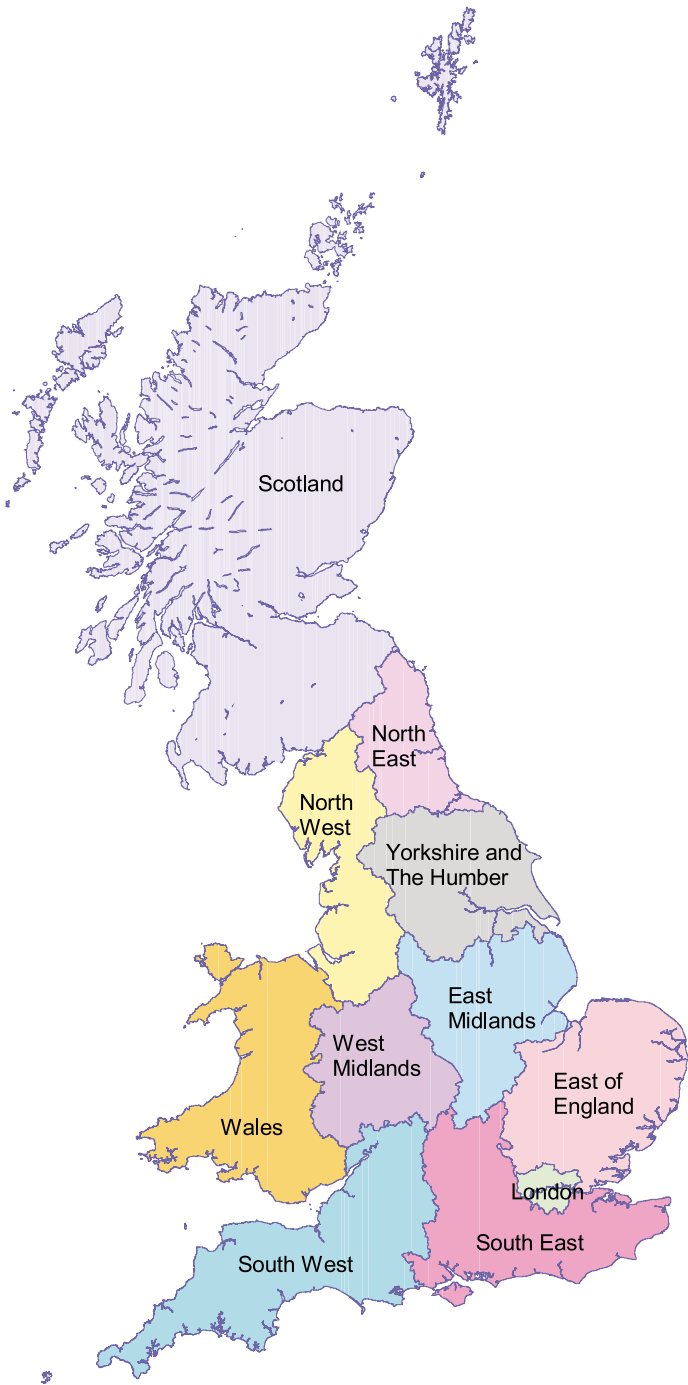 Scotland
North
East
North
West
Yorkshire and
The Humber
East
Midlands
West
Midlands
East of
England
Wales
London
South East
South West